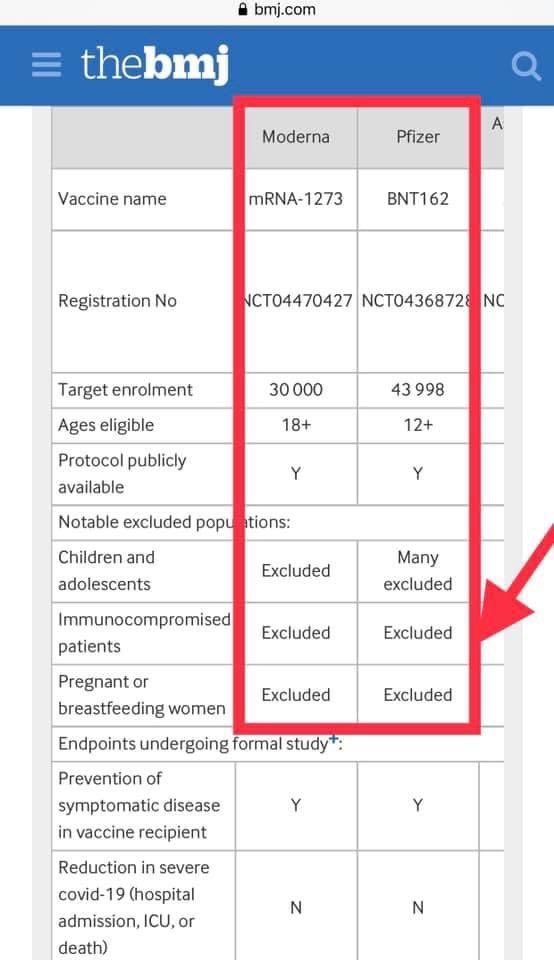 bmj.com
thebmj
Moderna Pfizer A
Vaccine name mRNA-1273 BNT162
Registration No NCT04470427 NCT04368728 NC
Target enrolment 30 000 43 998
Ages eligible 18+ 12+
Protocol publicly
available Y Y
Notable excluded populations:
Children and
adolescents Excluded Many
excluded
Immunocompromised
patients Excluded Excluded
Pregnant or
breastfeeding women Excluded Excluded
Endpoints undergoing formal study+:
Prevention of
symptomatic disease Y Y
in vaccine recipient
Reduction in severe
covid-19 (hospital
admission, ICU, or N N
death)